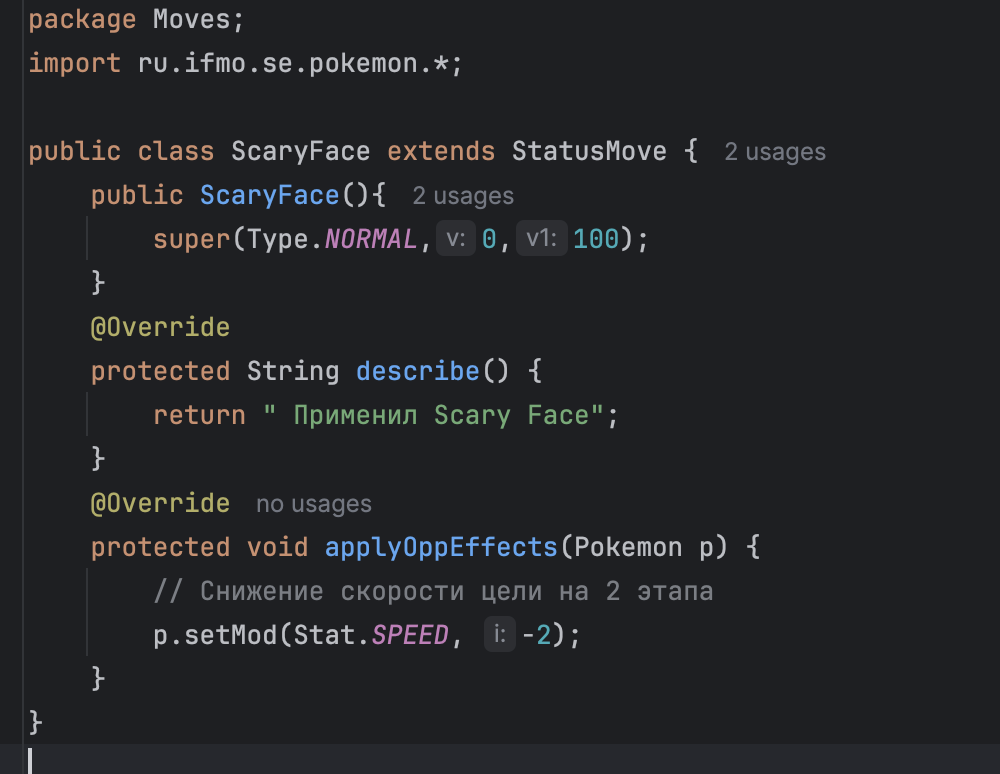 package Moves;
import ru.ifmo.se.pokemon.*;
public class ScaryFace extends StatusMove { 2 usages
public ScaryFace(){ 2 usages
super(Type.NORMAL, v: 0, v1: 100);
}
@Override
protected String describe() {
return " Применил Scary Face";
}
@Override no usages
protected void applyOppEffects(Pokemon p) {
// Снижение скорости цели на 2 этапа
p.setMod(Stat.SPEED, i: -2);
}
}